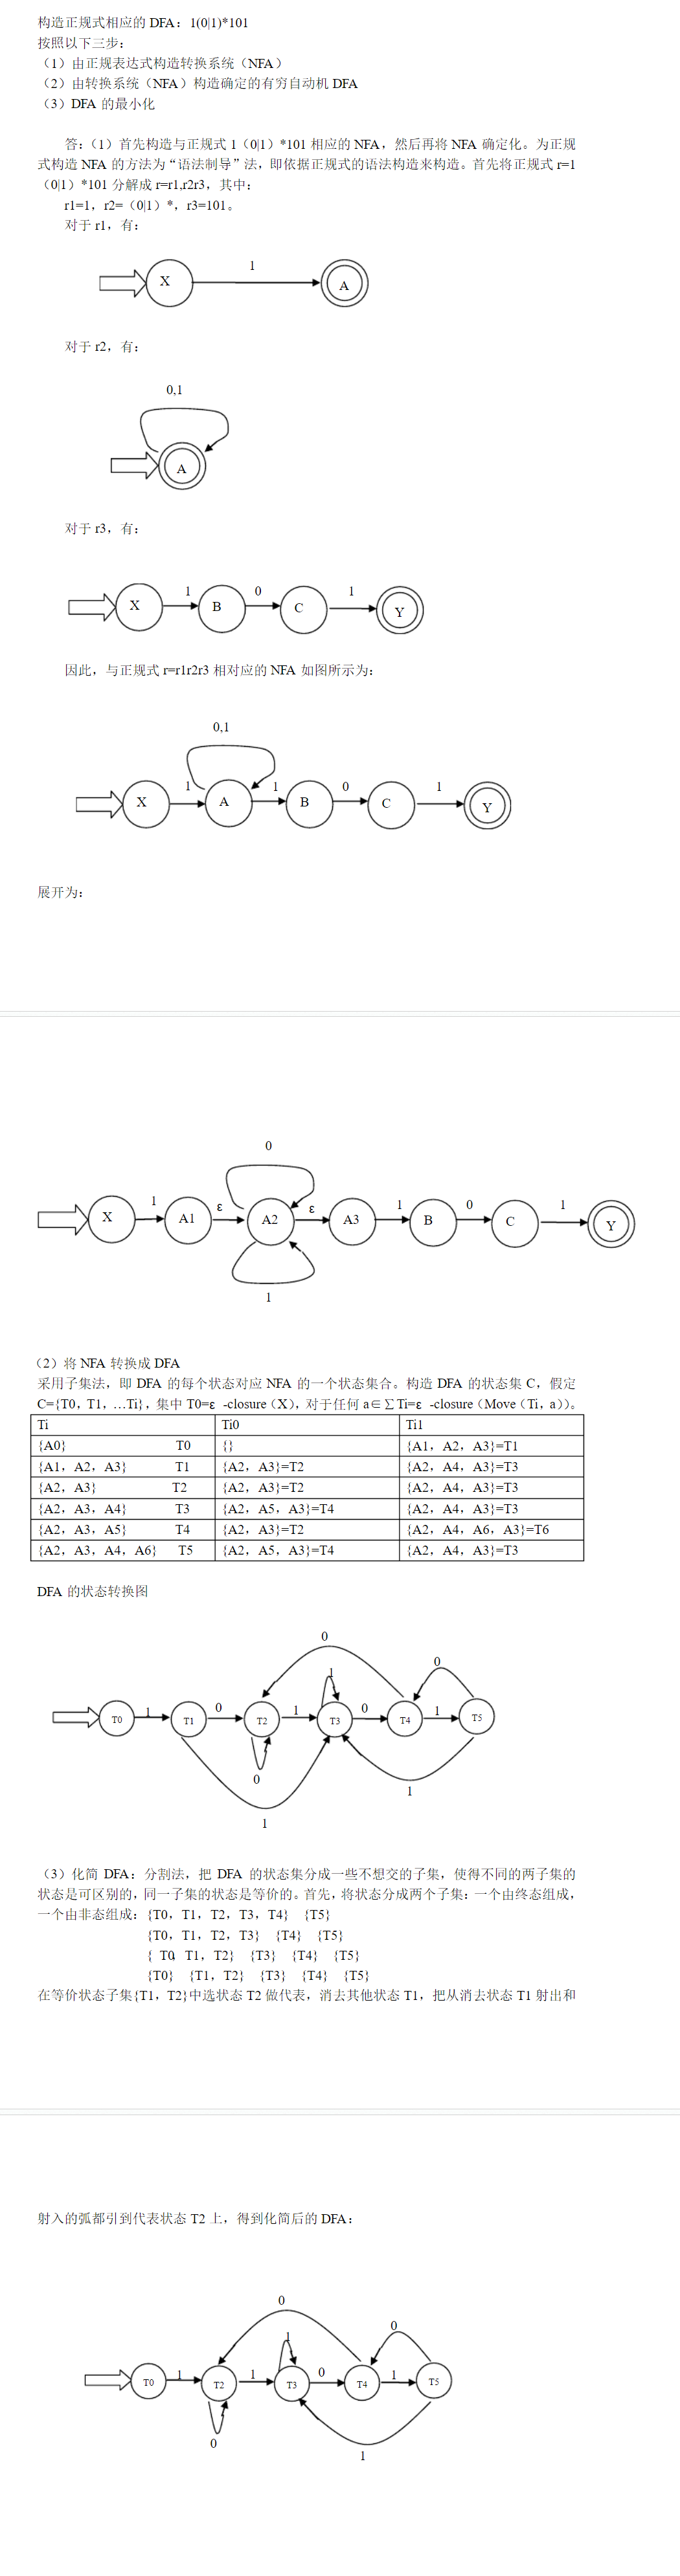 构造正规式相应的 DFA：1(0|1)*101
按照以下三步：
（1）由正规表达式构造转换系统（NFA）
（2）由转换系统（NFA）构造确定的有穷自动机 DFA
（3）DFA 的最小化
答：（1）首先构造与正规式 1（0|1）*101 相应的 NFA，然后再将 NFA 确定化。为正规
式构造 NFA 的方法为“语法制导”法，即依据正规式的语法构造来构造。首先将正规式 r=1
（0|1）*101 分解成 r=r1,r2r3，其中：
r1=1，r2=（0|1）*，r3=101。
对于 r1，有：
1
X A
对于 r2，有：
0,1
A
对于 r3，有：
1 0 1
X B C Y
因此，与正规式 r=r1r2r3 相对应的 NFA 如图所示为：
0,1
1 1 0 1
X A B C Y
展开为：
0
1 ε ε 1 0 1
X A1 A2 A3 B C Y
1
（2）将 NFA 转换成 DFA
采用子集法，即 DFA 的每个状态对应 NFA 的一个状态集合。构造 DFA 的状态集 C，假定
C={T0，T1，…Ti}，集中 T0=ε -closure（X），对于任何 a∈∑Ti=ε -closure（Move（Ti，a））。
Ti Ti0 Ti1
{A0} T0 {} {A1，A2，A3}=T1
{A1，A2，A3} T1 {A2，A3}=T2 {A2，A4，A3}=T3
{A2，A3} T2 {A2，A3}=T2 {A2，A4，A3}=T3
{A2，A3，A4} T3 {A2，A5，A3}=T4 {A2，A4，A3}=T3
{A2，A3，A5} T4 {A2，A3}=T2 {A2，A4，A6，A3}=T6
{A2，A3，A4，A6} T5 {A2，A5，A3}=T4 {A2，A4，A3}=T3
DFA 的状态转换图
0
0
1
1 0 1 0 1
T0 T1 T2 T3 T4 T5
0
1
1
（3）化简 DFA：分割法，把 DFA 的状态集分成一些不想交的子集，使得不同的两子集的
状态是可区别的，同一子集的状态是等价的。首先，将状态分成两个子集：一个由终态组成，
一个由非态组成：{T0，T1，T2，T3，T4} {T5}
{T0，T1，T2，T3} {T4} {T5}
{ T0，T1，T2} {T3} {T4} {T5}
{T0} {T1，T2} {T3} {T4} {T5}
在等价状态子集{T1，T2}中选状态 T2 做代表，消去其他状态 T1，把从消去状态 T1 射出和
射入的弧都引到代表状态 T2 上，得到化简后的 DFA：
0
0
1
1 1 0 1
T0 T2 T3 T4 T5
0
1